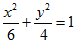 x²/6 + y²/4 = 1